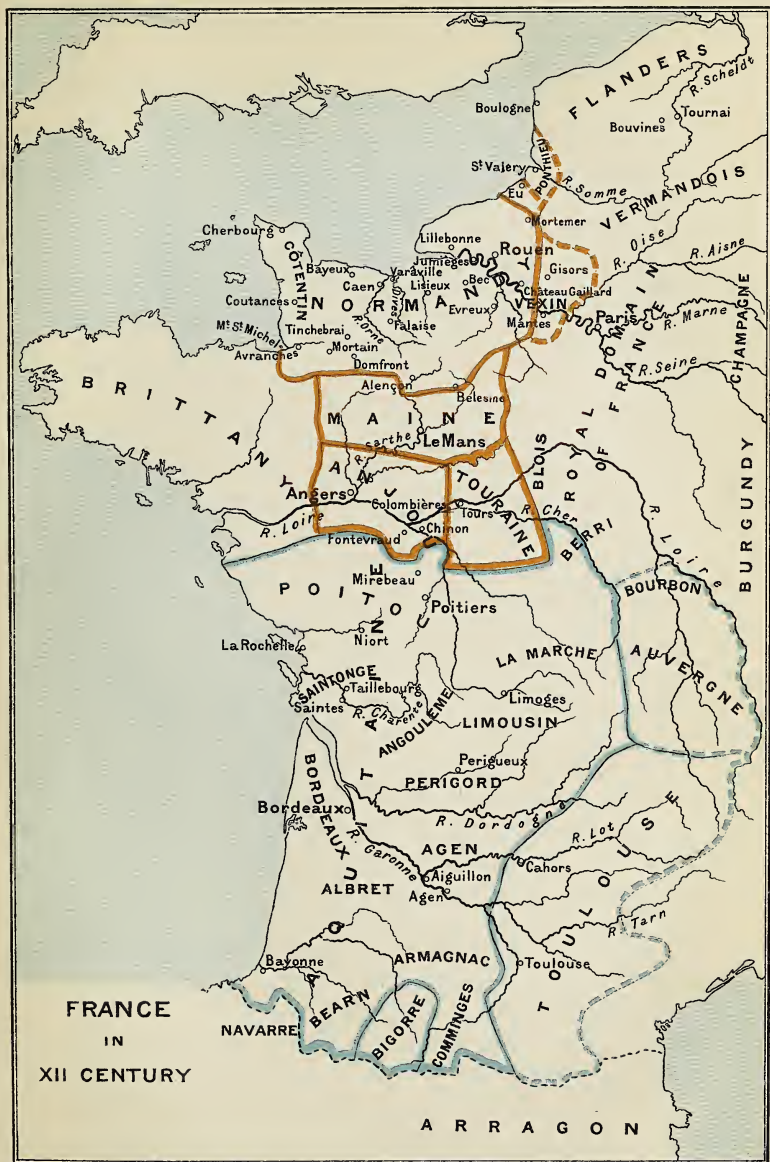 FLANDERS
R. Scheldt
Boulogne
Bouvines
Tournai
PONTHIEU
St Valery
Eu
R. Somme
VERMANDOIS
Mortemer
Cherbourg
CÔTENTIN
Lillebonne
Rouen
R. Oise
R. Aisne
Jumièges
Gisors
Bayeux
Varaville
Bec
Caen
Lisieux
Château Gaillard
Coutances
NORMANDY
R. Dives
Evreux
VEXIN
Paris
R. Marne
CHAMPAGNE
R. Orne
Falaise
Mantes
Mt St Michel
Tinchebrai
Avranches
Mortain
R. Seine
Domfront
Alençon
Belesme
ROYAL DOMAIN
OF FRANCE
BRITTANY
MAINE
R. Sarthe
Le Mans
BLOIS
ANJOU
TOURAINE
Angers
Colombières
Tours
R. Cher
BERRI
R. Loire
BURGUNDY
R. Loire
Fontevraud
Chinon
POITOU
Mirebeau
BOURBON
Poitiers
Niort
La Rochelle
LA MARCHE
AUVERGNE
SAINTONGE
Taillebourg
Saintes
R. Charente
ANGOULEME
Limoges
LIMOUSIN
Perigueux
PERIGORD
BORDEAUX
Bordeaux
R. Dordogne
R. Garonne
AGEN
R. Lot
Cahors
Aiguillon
ALBRET
Agen
AQUITAINE
R. Tarn
TOULOUSE
ARMAGNAC
Bayonne
Toulouse
BEARN
BIGORRE
COMMINGES
NAVARRE
FRANCE
IN
XII CENTURY
ARRAGON